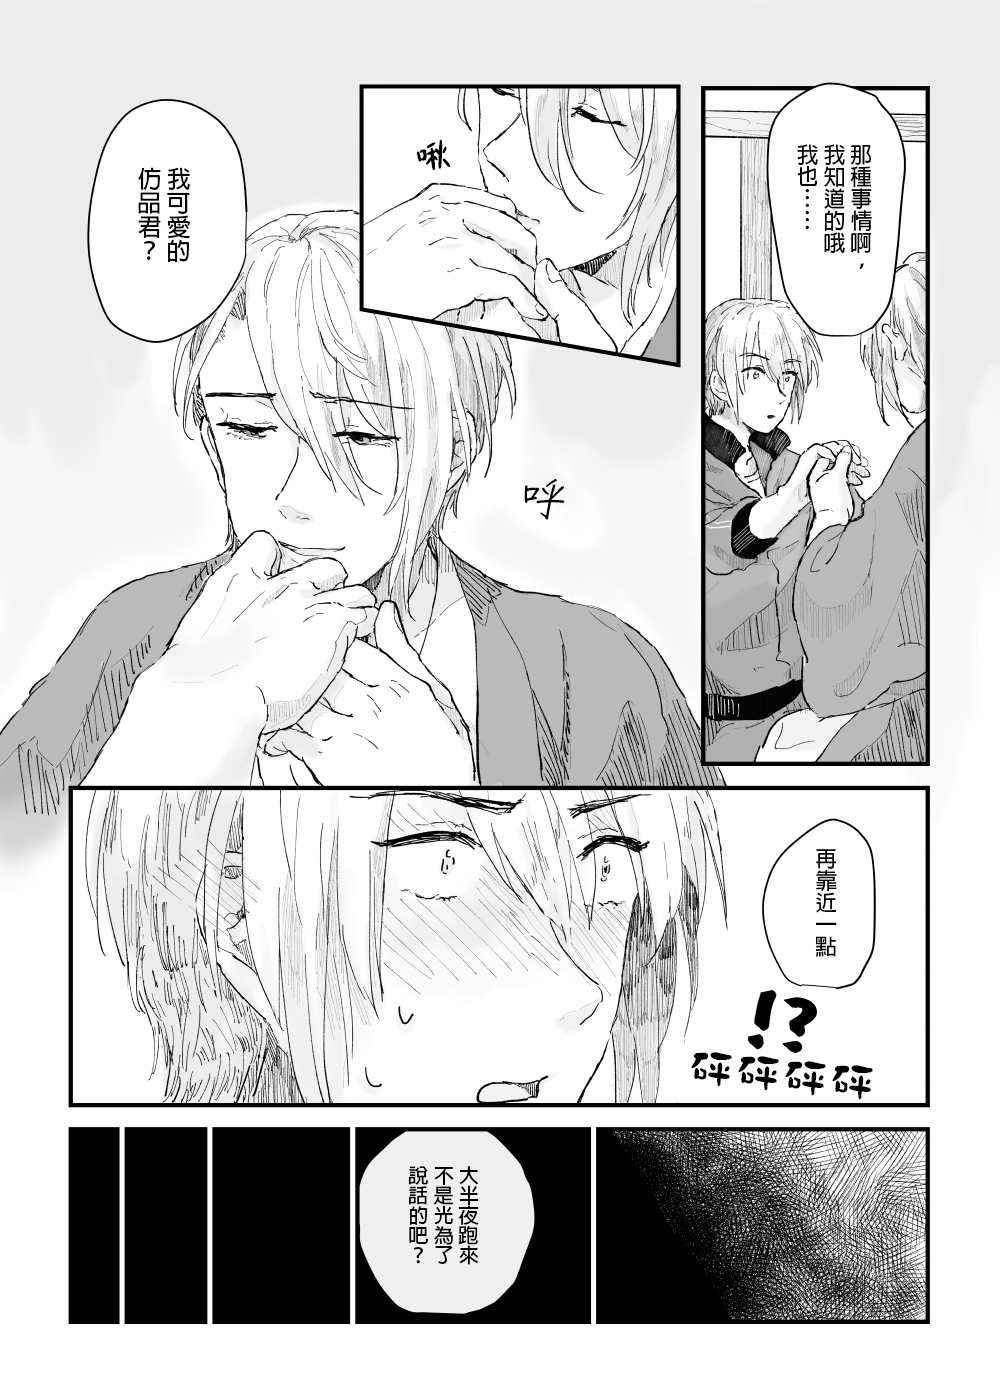 那種事情啊，
我知道的哦
我也……
啾
我可愛的
仿品君？
呼
再靠近一點
!?
砰砰砰砰
大半夜跑來
不是光為了
說話的吧？